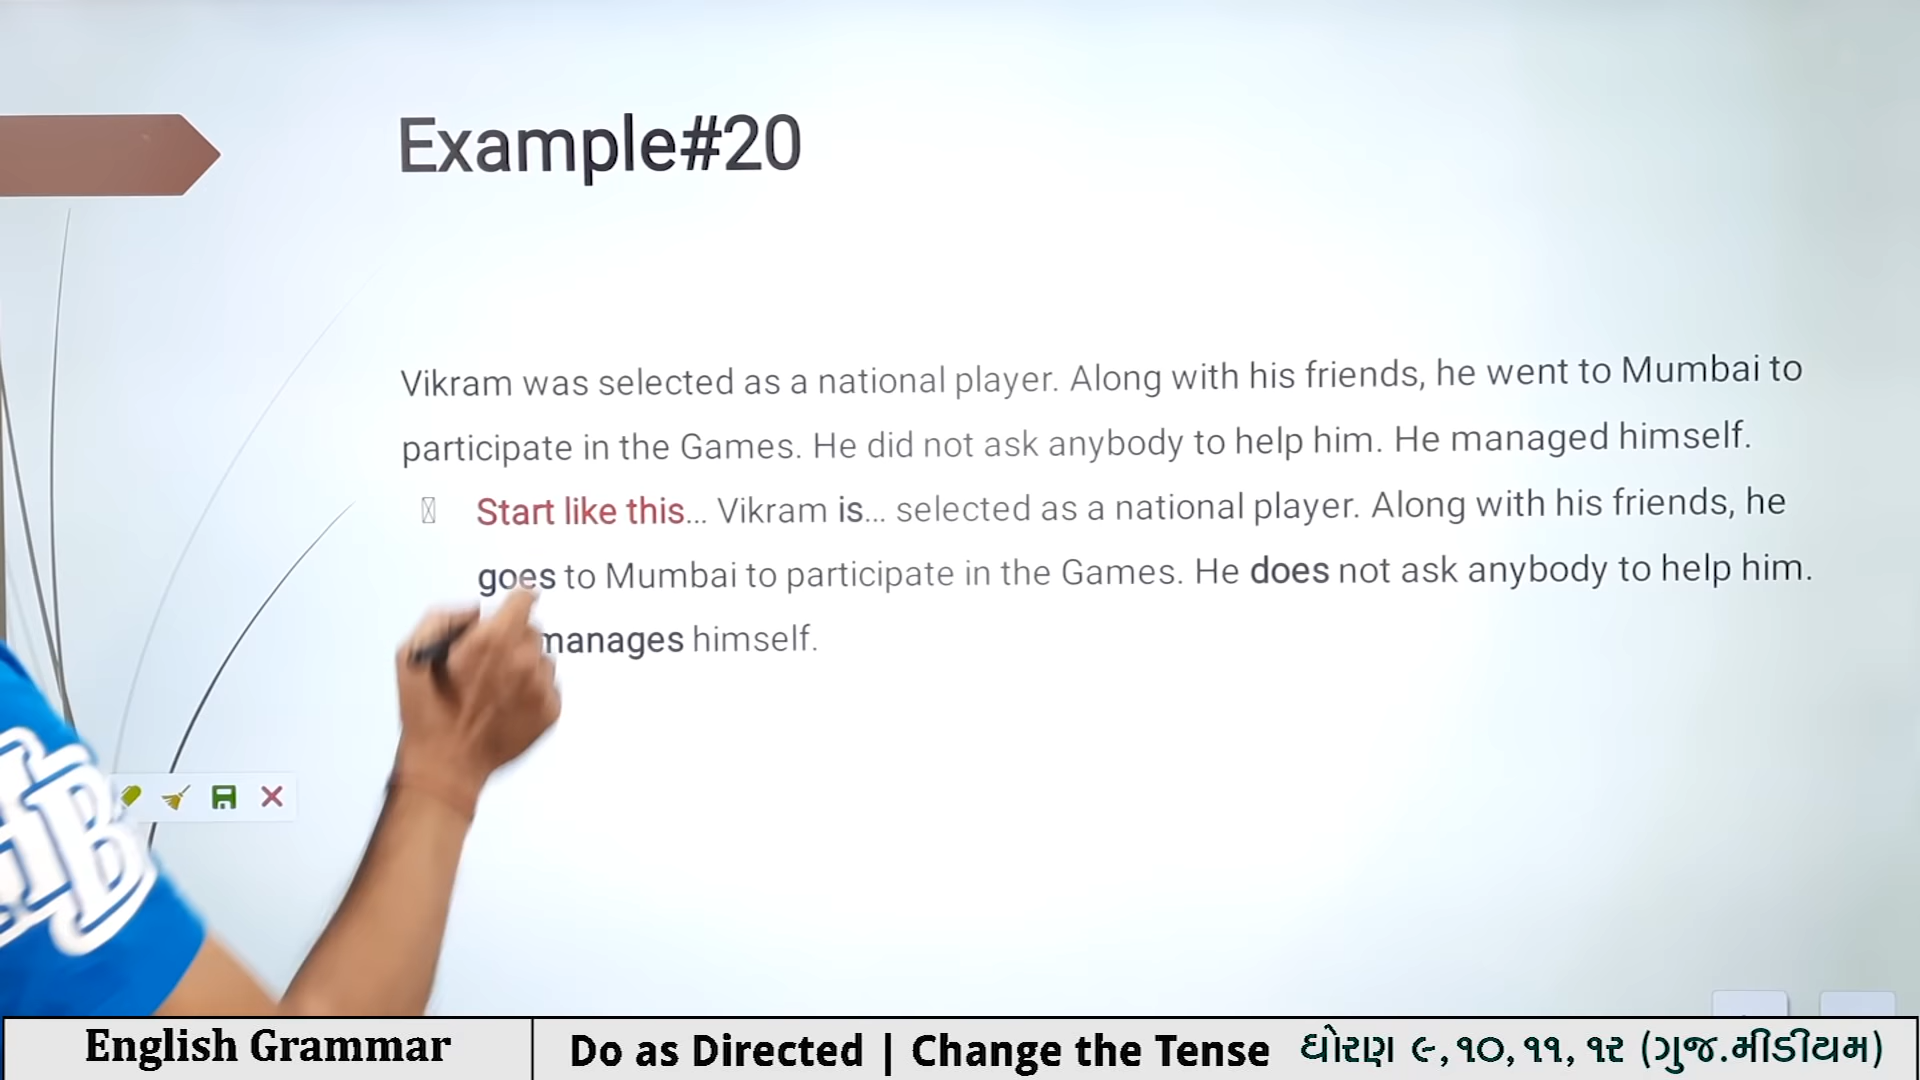 Example#20
Vikram was selected as a national player. Along with his friends, he went to Mumbai to
participate in the Games. He did not ask anybody to help him. He managed himself.
Start like this... Vikram is... selected as a national player. Along with his friends, he
goes to Mumbai to participate in the Games. He does not ask anybody to help him.
manages himself.
HB
English Grammar
Do as Directed | Change the Tense
ધોરણ ૯, ૧૦, ૧૧, ૧૨ (ગુજ.મીડીયમ)